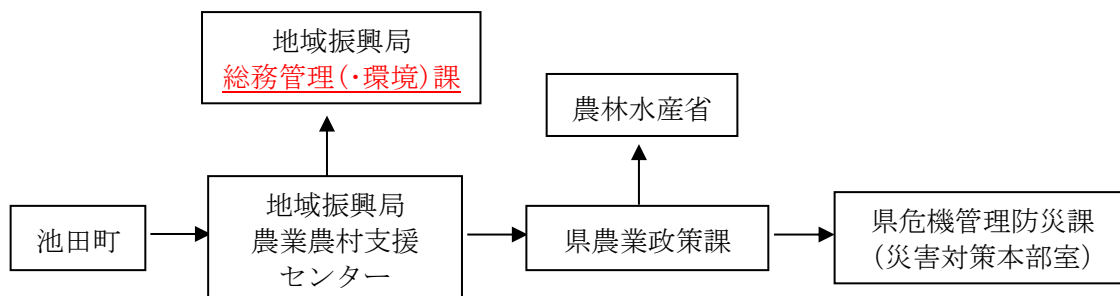 地域振興局
総務管理(・環境)課
農林水産省
池田町
地域振興局
農業農村支援
センター
県農業政策課
県危機管理防災課
(災害対策本部室)